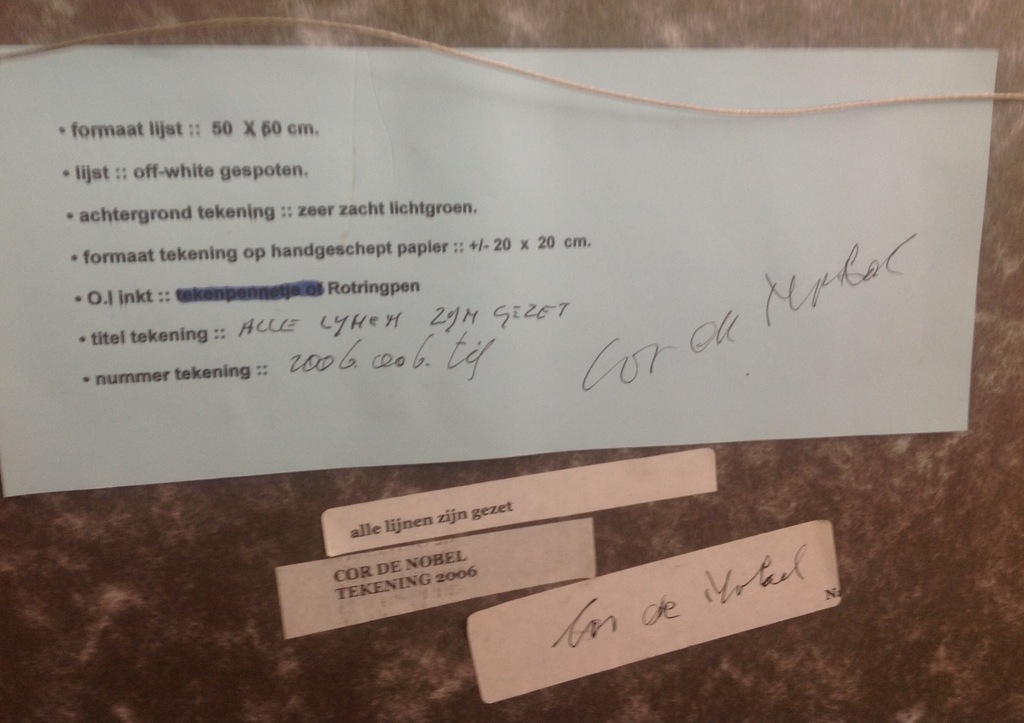 • formaat lijst :: 50 X 60 cm.
• lijst :: off-white gespoten.
• achtergrond tekening :: zeer zacht lichtgroen.
• formaat tekening op handgeschept papier :: +/- 20 x 20 cm.
• O.I inkt :: tekenpennetje of Rotringpen
• titel tekening :: ALLE LYNEN ZYN GEZET
• nummer tekening :: 2006. 006.
Cor de Nobel
alle lijnen zijn gezet
COR DE NOBEL
TEKENING 2006
Cor de Nobel